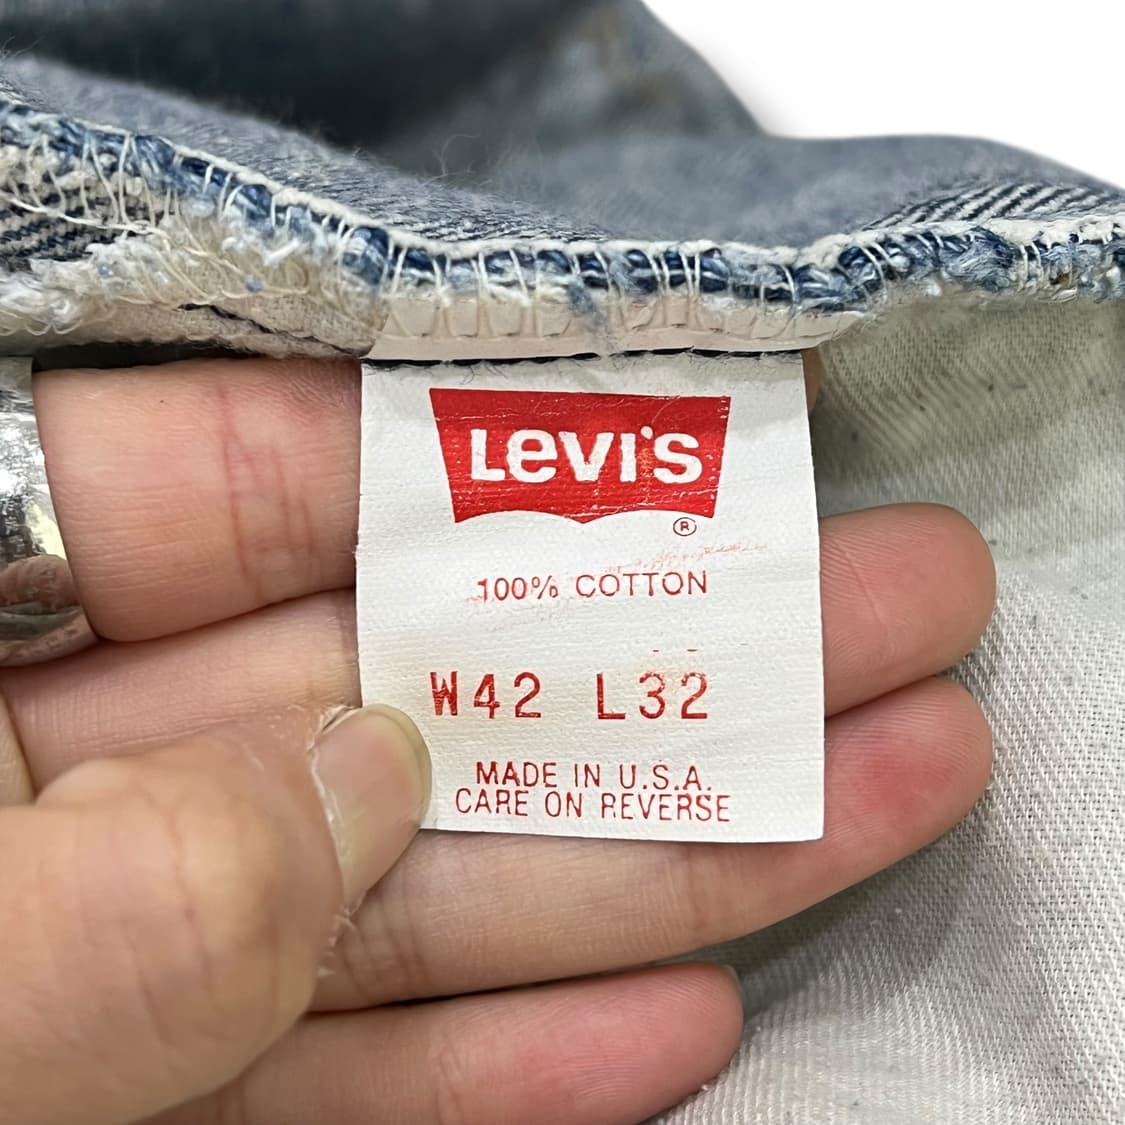 LEVI'S
®
100% COTTON
W42 L32
MADE IN U.S.A.
CARE ON REVERSE